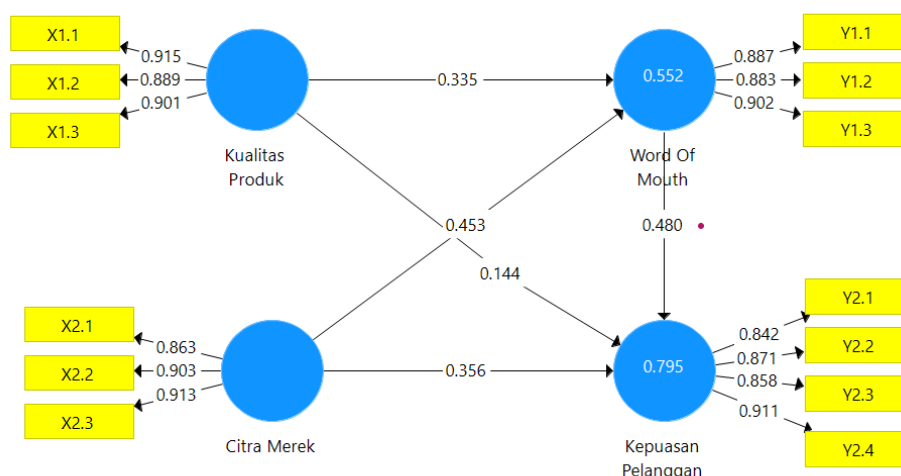 X1.1
X1.2
X1.3
0.915
0.889
0.901
Kualitas
Produk
0.335
0.552
Word Of
Mouth
0.887
0.883
0.902
Y1.1
Y1.2
Y1.3
0.453
0.144
0.480
X2.1
X2.2
X2.3
0.863
0.903
0.913
Citra Merek
0.356
0.795
Kepuasan
Pelanggan
0.842
0.871
0.858
0.911
Y2.1
Y2.2
Y2.3
Y2.4